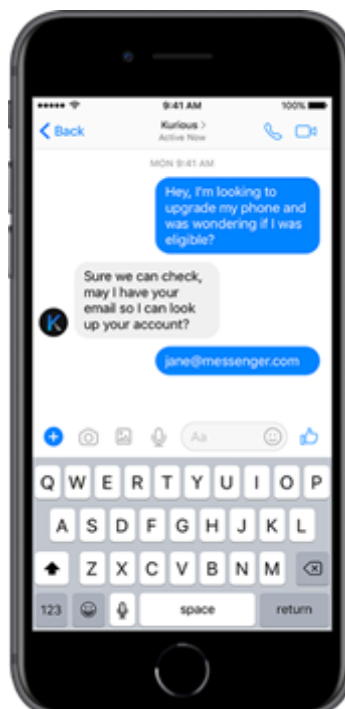 9:41 AM
100%
Back
Kurious >
Active Now
MON 9:41 AM
Hey, I'm looking to
upgrade my phone and
was wondering if I was
eligible?
Sure we can check,
may I have your
email so I can look
up your account?
K
jane@messenger.com
Aa
Q W E R T Y U I O P
A S D F G H J K L
Z X C V B N M
123 space return